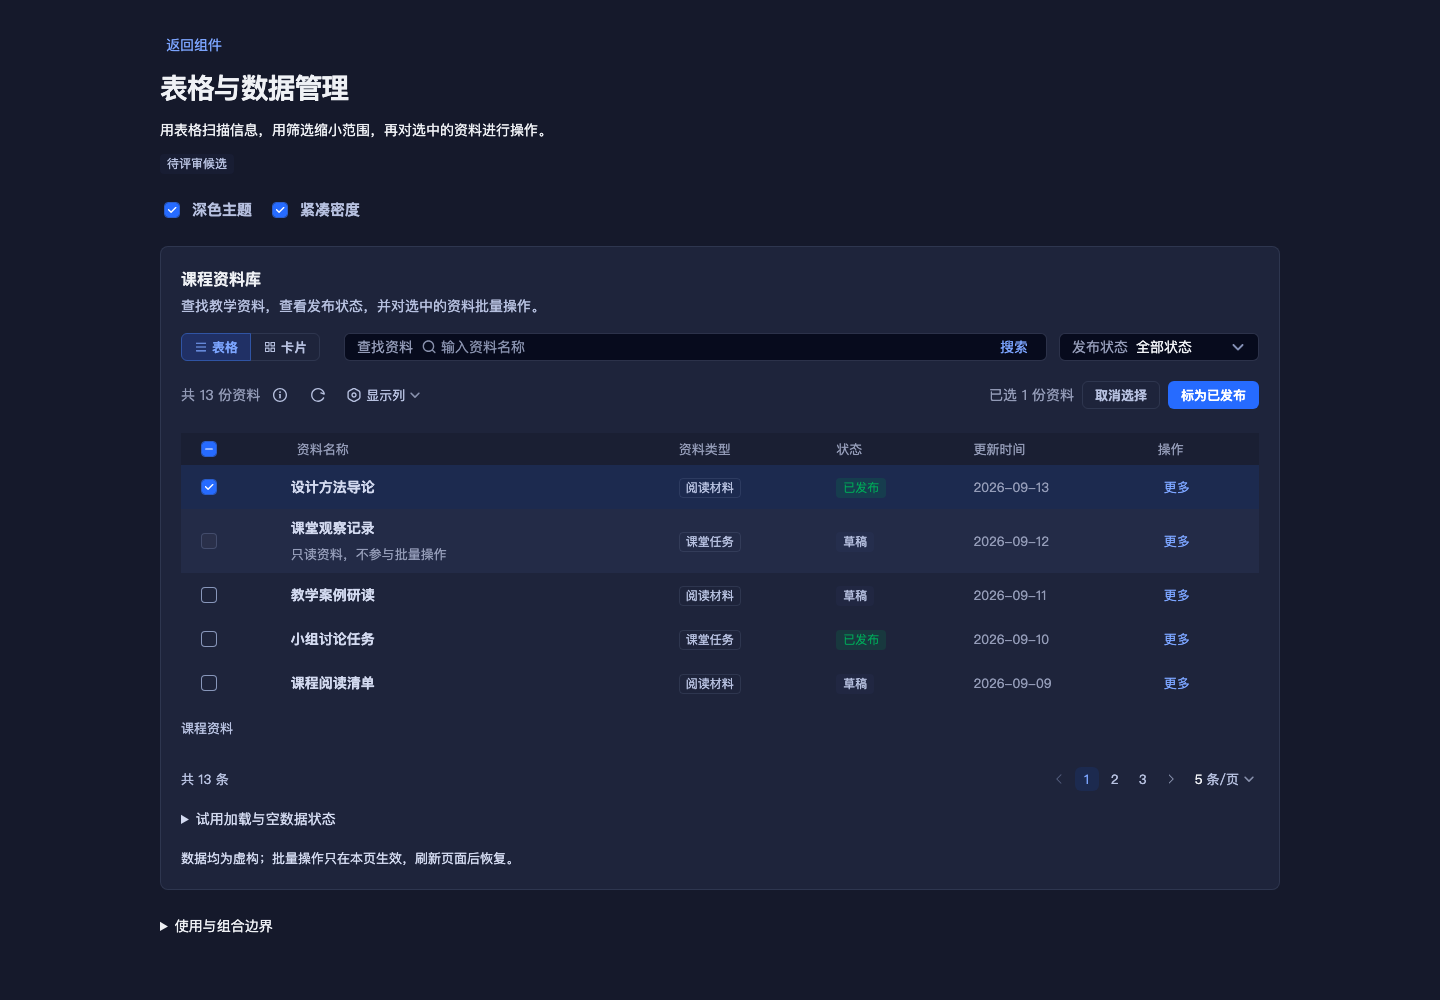 返回组件
表格与数据管理
用表格扫描信息，用筛选缩小范围，再对选中的资料进行操作。
待评审候选
深色主题 紧凑密度
课程资料库
查找教学资料，查看发布状态，并对选中的资料批量操作。
表格 卡片 查找资料 输入资料名称 搜索 发布状态 全部状态
共 13 份资料 显示列 已选 1 份资料 取消选择 标为已发布
资料名称 资料类型 状态 更新时间 操作
设计方法导论 阅读材料 已发布 2026-09-13 更多
课堂观察记录 课堂任务 草稿 2026-09-12 更多
只读资料，不参与批量操作
教学案例研读 阅读材料 草稿 2026-09-11 更多
小组讨论任务 课堂任务 已发布 2026-09-10 更多
课程阅读清单 阅读材料 草稿 2026-09-09 更多
课程资料
共 13 条 1 2 3 5 条/页
试用加载与空数据状态
数据均为虚构；批量操作只在本页生效，刷新页面后恢复。
使用与组合边界